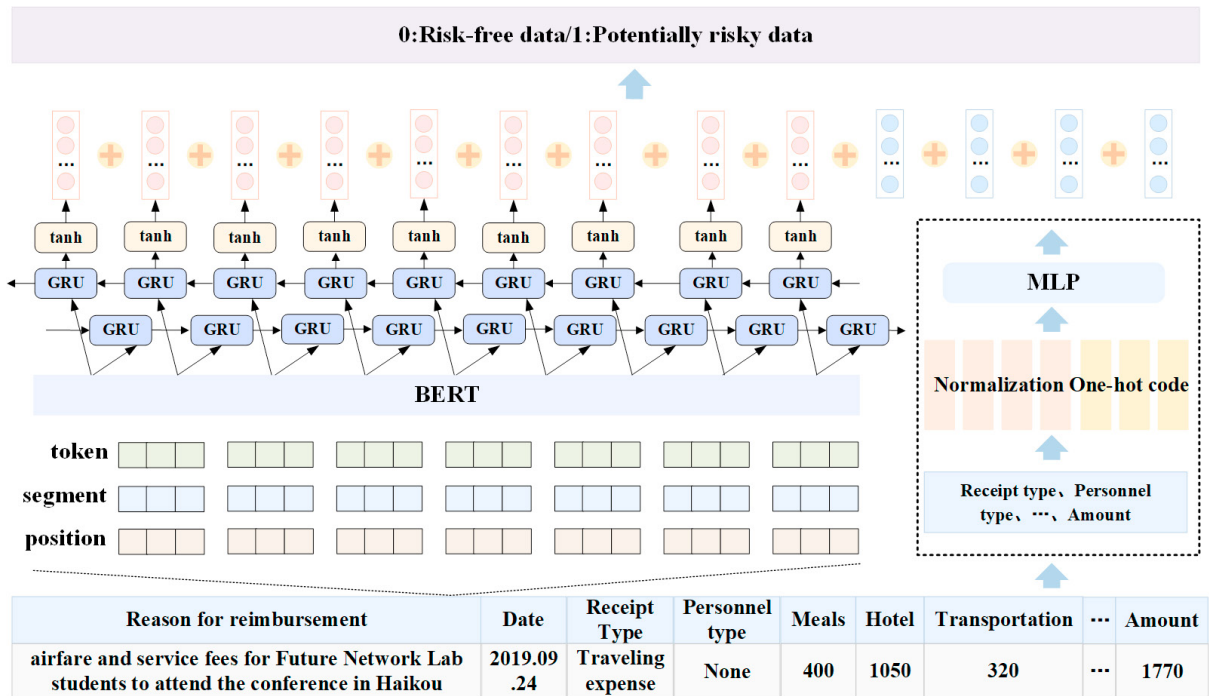 0:Risk-free data/1:Potentially risky data
... ... ... ... ... ... ... ... ... ... ... ... ...
tanh tanh tanh tanh tanh tanh tanh tanh tanh
GRU GRU GRU GRU GRU GRU GRU GRU GRU
GRU GRU GRU GRU GRU GRU GRU GRU GRU
BERT
token
segment
position
MLP
Normalization One-hot code
Receipt type、Personnel
type、…、Amount
Reason for reimbursement
Date
Receipt
Type
Personnel
type
Meals
Hotel
Transportation
...
Amount
airfare and service fees for Future Network Lab
students to attend the conference in Haikou
2019.09
.24
Traveling
expense
None
400
1050
320
...
1770